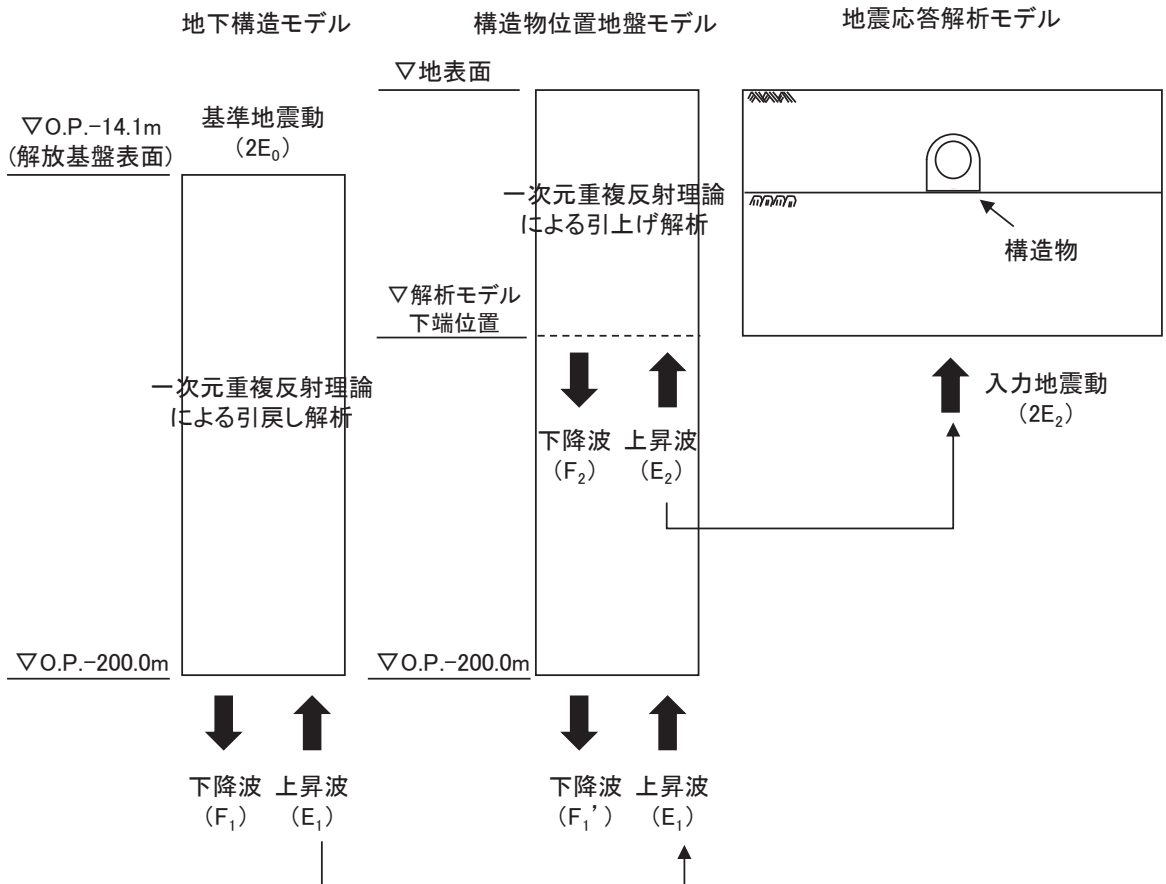 地下構造モデル
▽O.P.-14.1m
(解放基盤表面)
基準地震動
(2E₀)
一次元重複反射理論
による引戻し解析
▽O.P.-200.0m
下降波
(F₁)
上昇波
(E₁)
構造物位置地盤モデル
▽地表面
一次元重複反射理論
による引上げ解析
▽解析モデル
下端位置
下降波
(F₂)
上昇波
(E₂)
▽O.P.-200.0m
下降波
(F₁’)
上昇波
(E₁)
地震応答解析モデル
構造物
入力地震動
(2E₂)